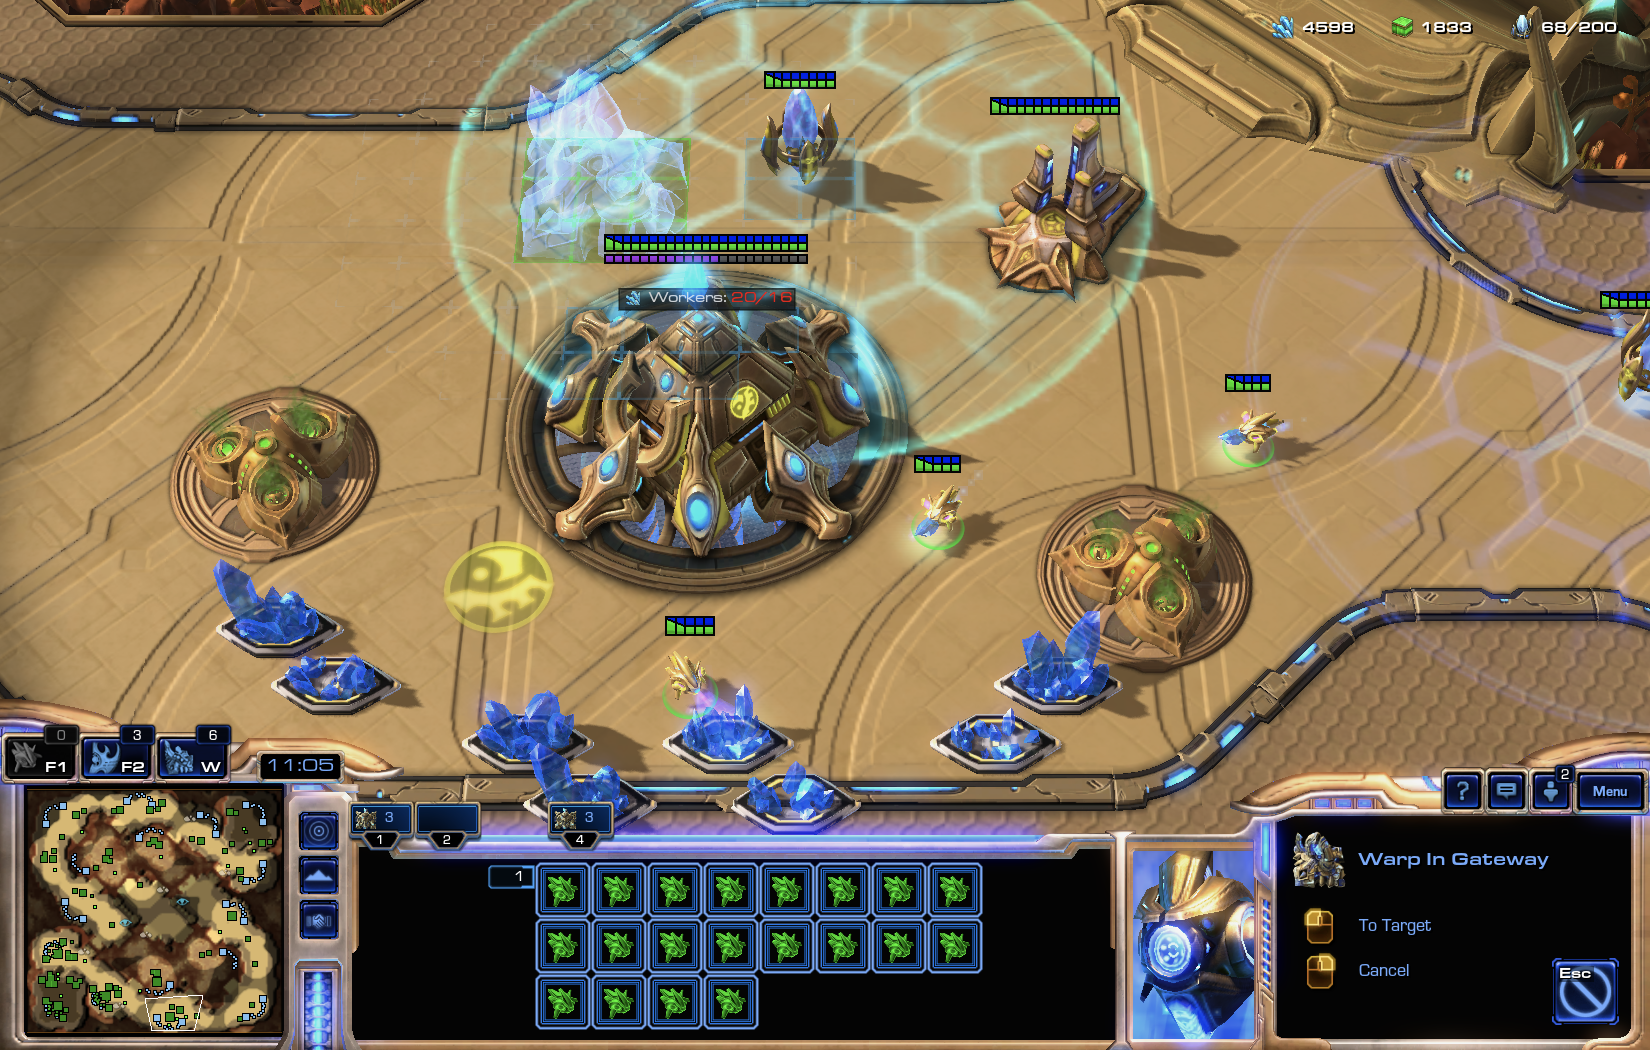 4598 1833 68/200
Workers: 20/16
0 3 6
F1 F2 W
11:05
2
? Menu
3 3
1 2 4
1
Warp In Gateway
To Target
Cancel
Esc